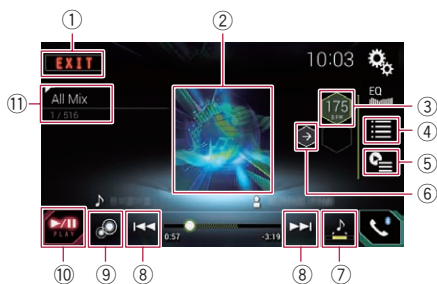 ① ②
EXIT 10:03
EQ
All Mix 175 ③
BPM
⑪ 1 / 516 ④
⑤
⑥
0:57 -3:19
PLAY
⑩ ⑨ ⑧ ⑧ ⑦